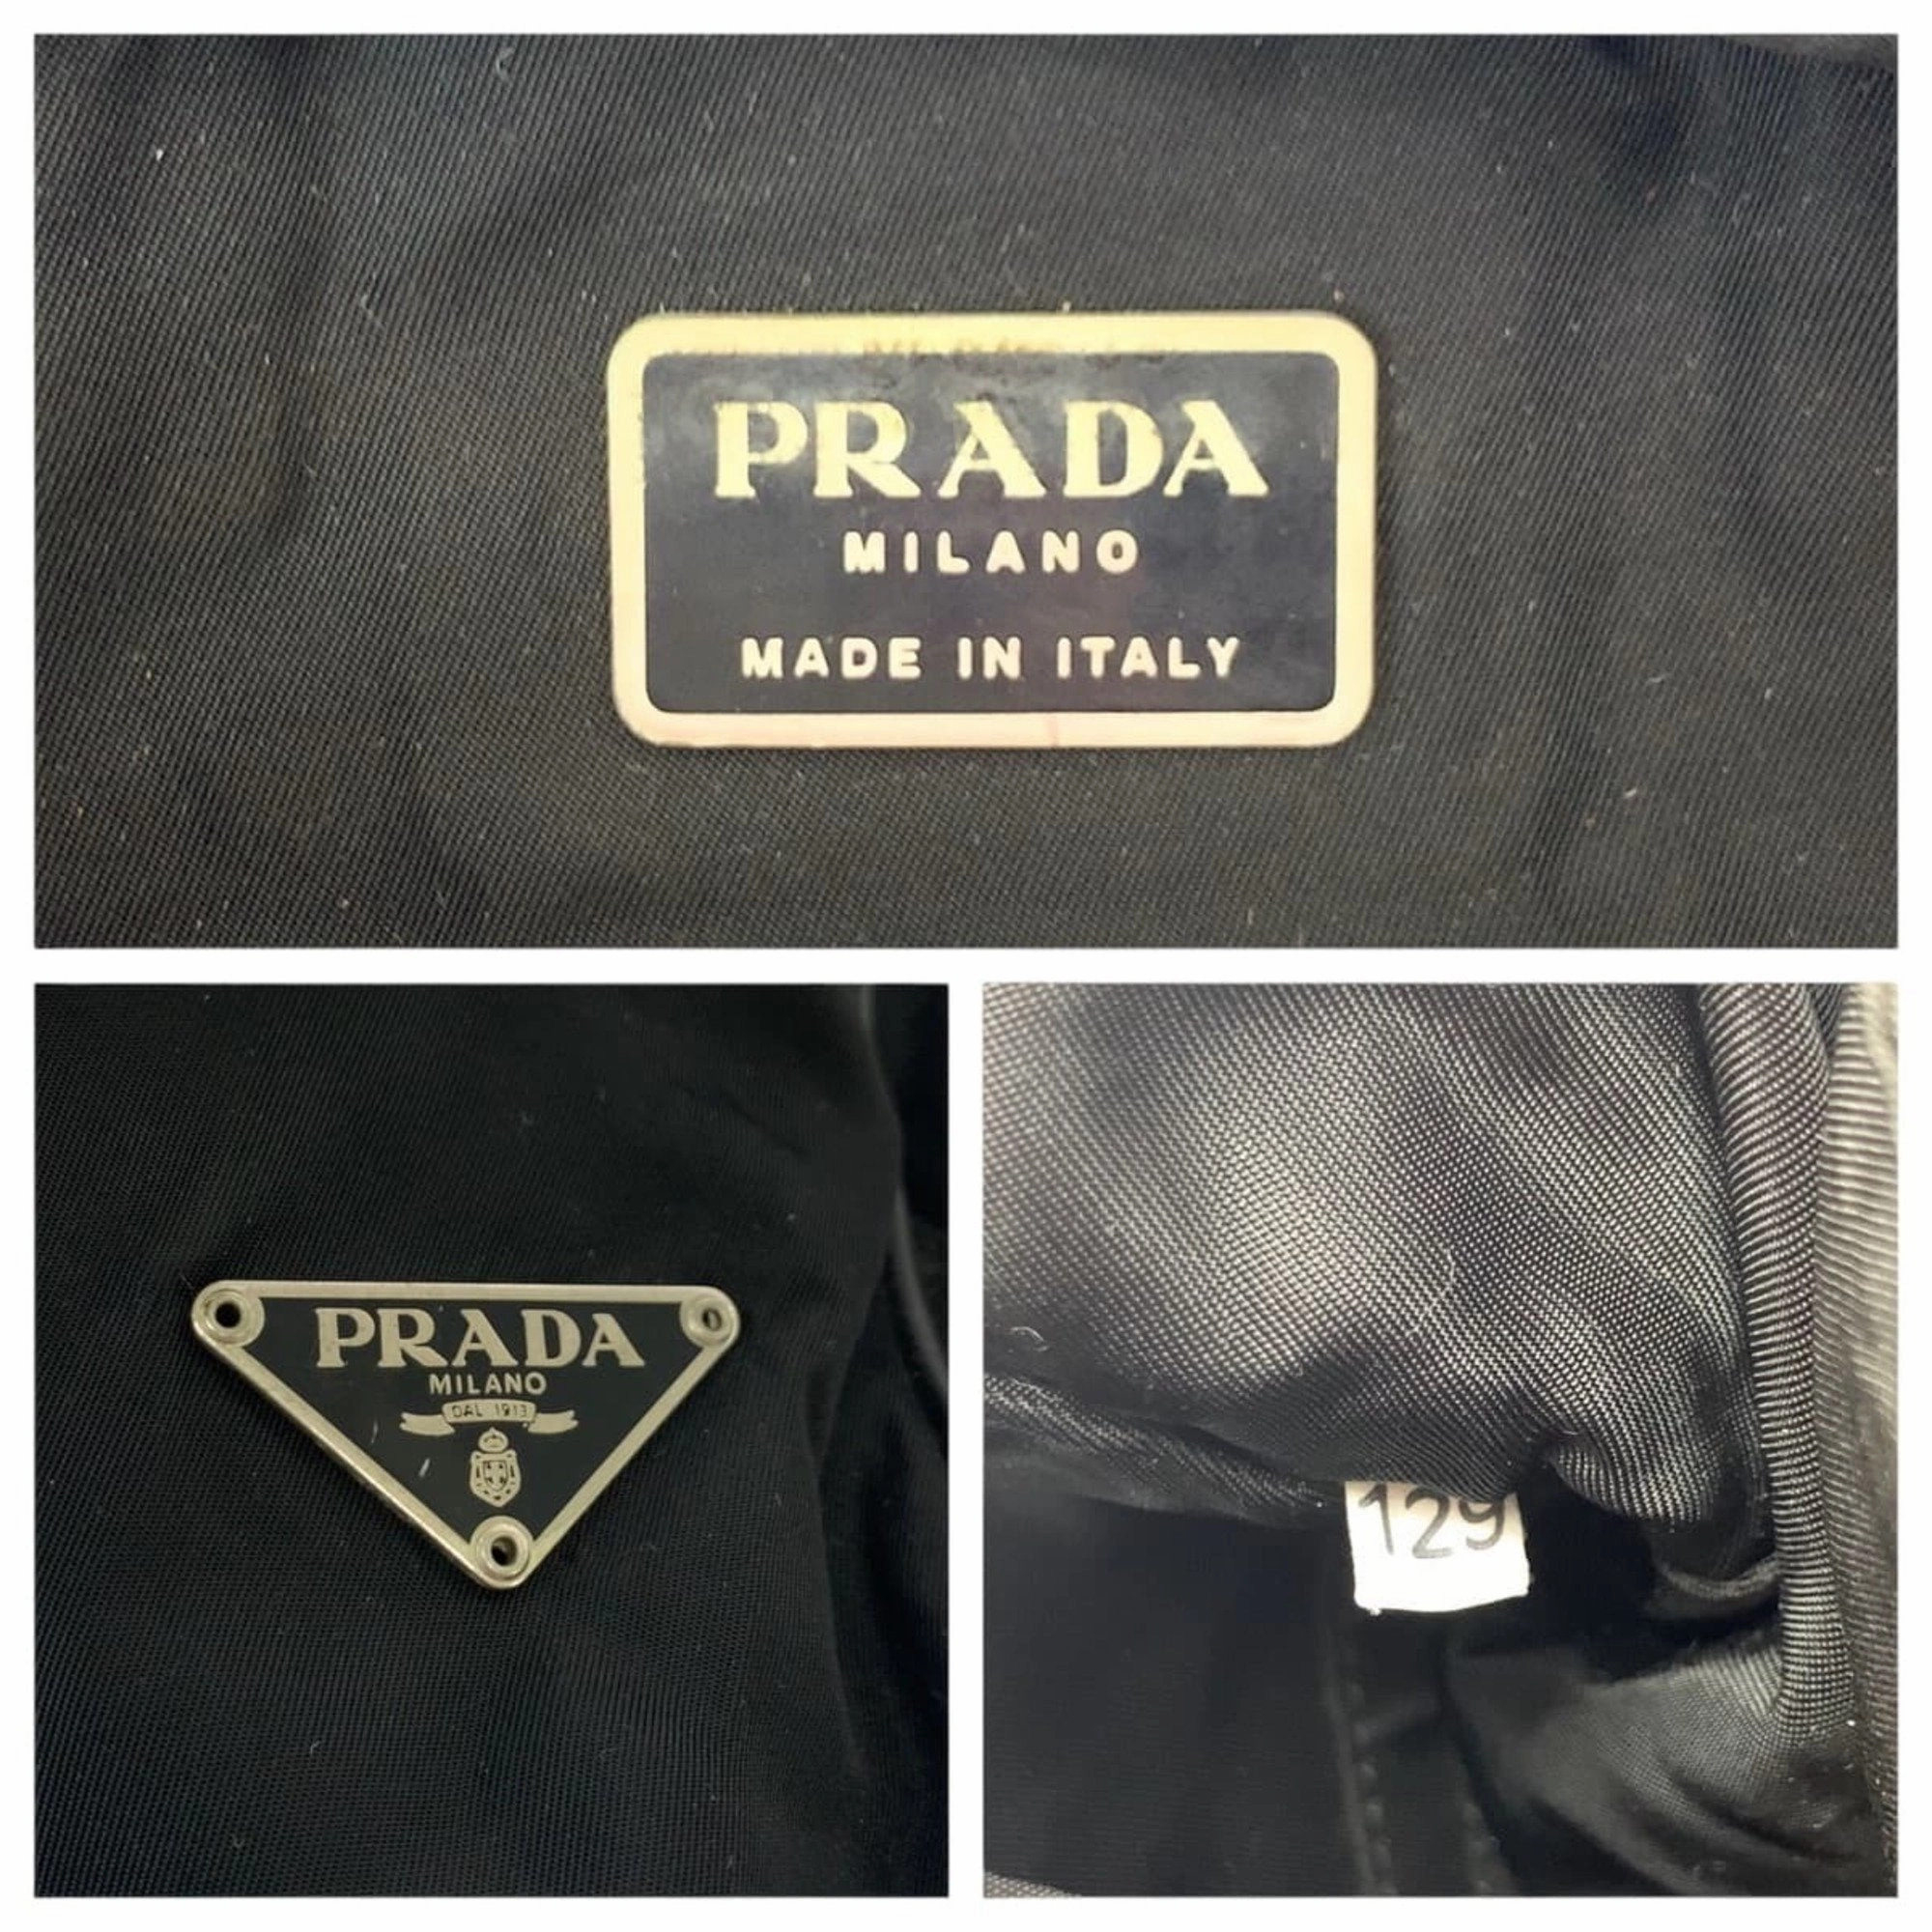 PRADA
MILANO
MADE IN ITALY
PRADA
MILANO
DAL 1913
129